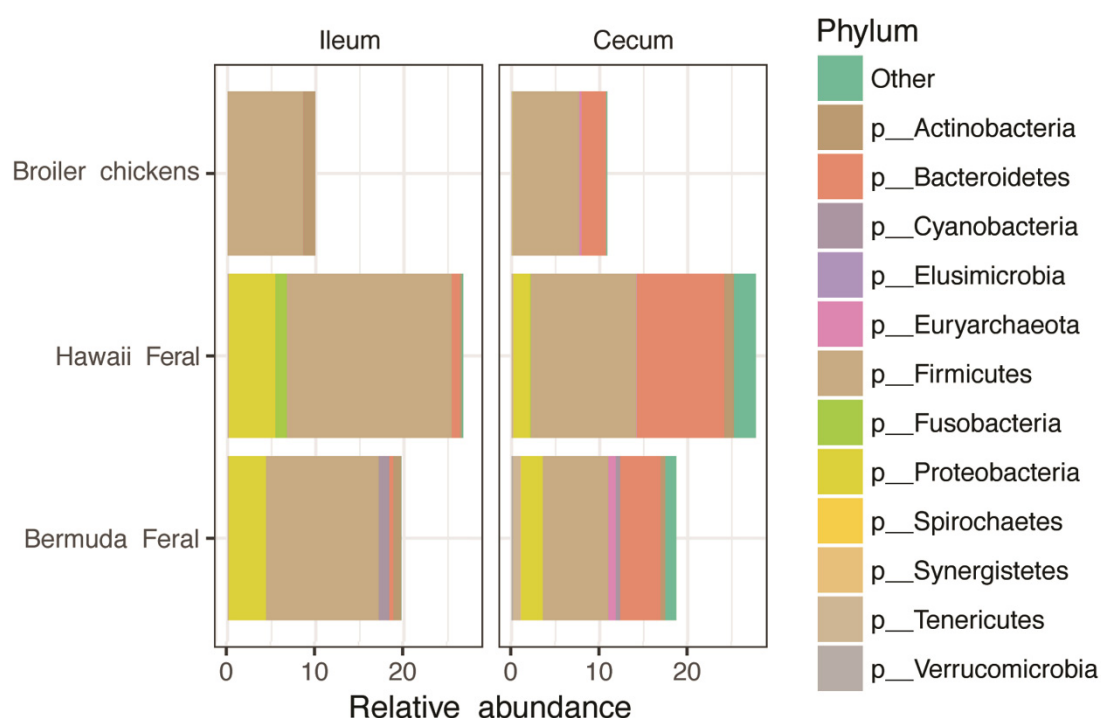 Ileum
Cecum
Broiler chickens
Hawaii Feral
Bermuda Feral
0 10 20
0 10 20
Relative abundance
Phylum
Other
p__Actinobacteria
p__Bacteroidetes
p__Cyanobacteria
p__Elusimicrobia
p__Euryarchaeota
p__Firmicutes
p__Fusobacteria
p__Proteobacteria
p__Spirochaetes
p__Synergistetes
p__Tenericutes
p__Verrucomicrobia